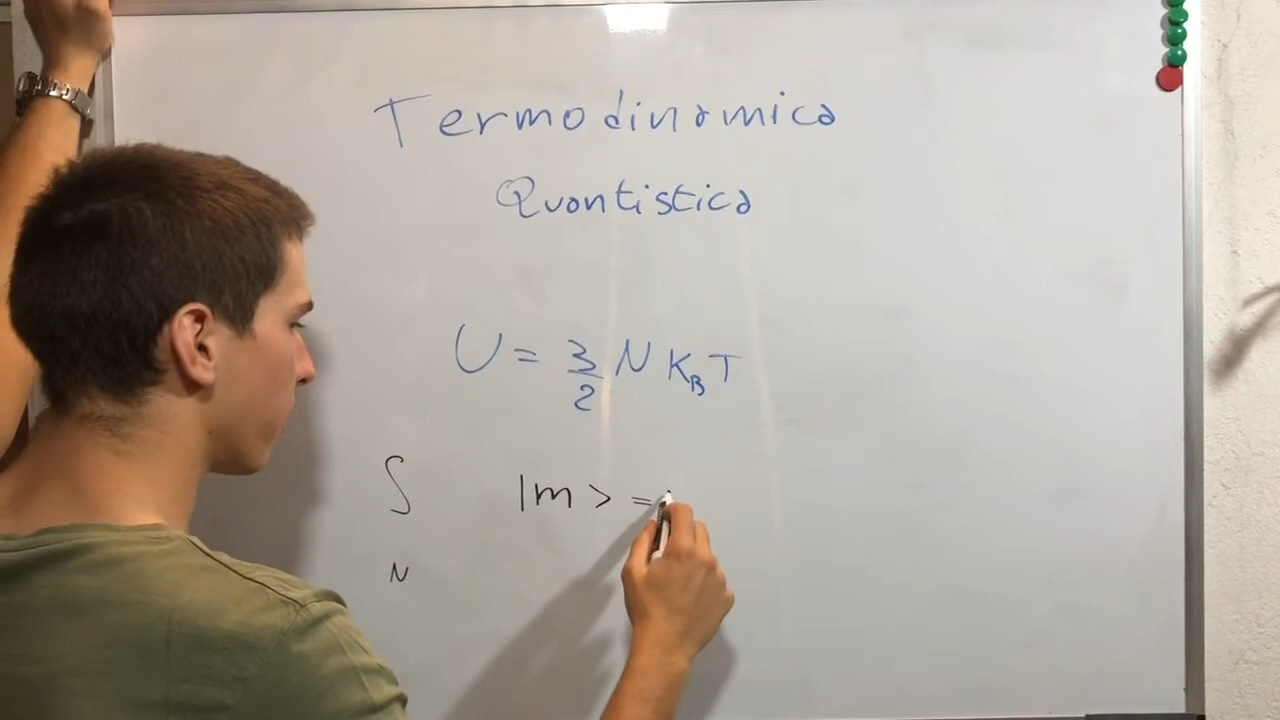 Termodinamica
Quantistica
U = 3/2 N K_B T
S |m> =
N